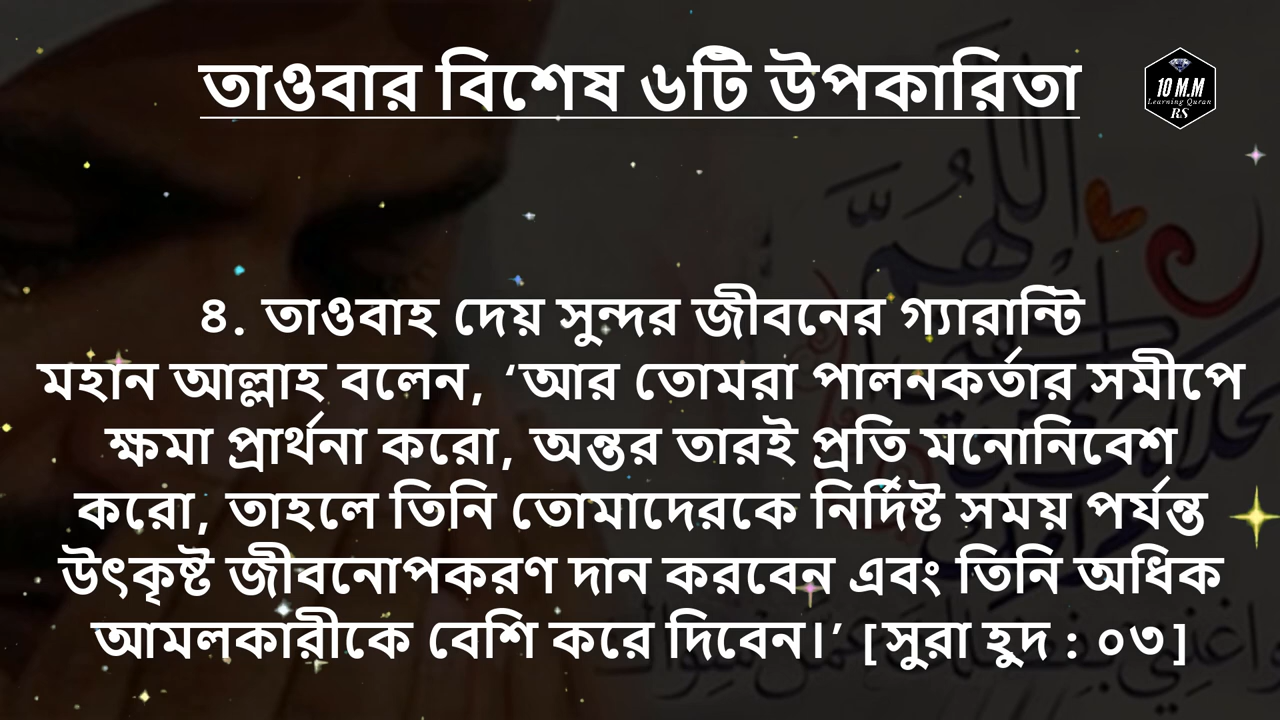 তাওবার বিশেষ ৬টি উপকারিতা
10 M.M
Learning Quran
RS
৪. তাওবাহ দেয় সুন্দর জীবনের গ্যারান্টি
মহান আল্লাহ বলেন, ‘আর তোমরা পালনকর্তার সমীপে
ক্ষমা প্রার্থনা করো, অন্তর তারই প্রতি মনোনিবেশ
করো, তাহলে তিনি তোমাদেরকে নির্দিষ্ট সময় পর্যন্ত
উৎকৃষ্ট জীবনোপকরণ দান করবেন এবং তিনি অধিক
আমলকারীকে বেশি করে দিবেন।’ [সুরা হুদ : ০৩]
اللهم